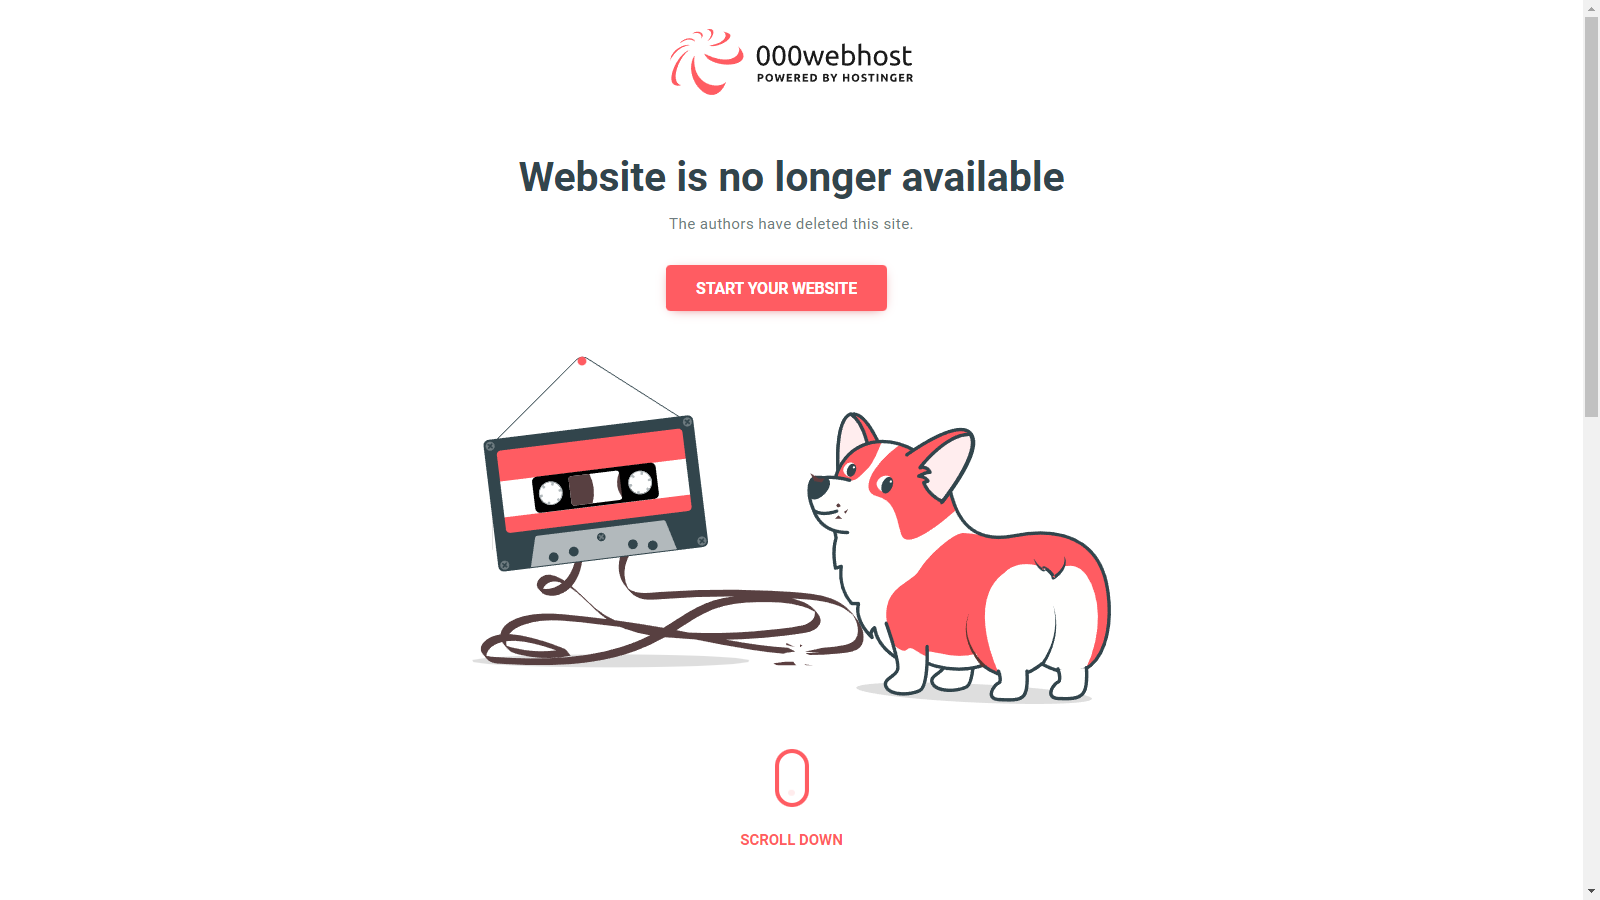 000webhost
POWERED BY HOSTINGER
Website is no longer available
The authors have deleted this site.
START YOUR WEBSITE
SCROLL DOWN